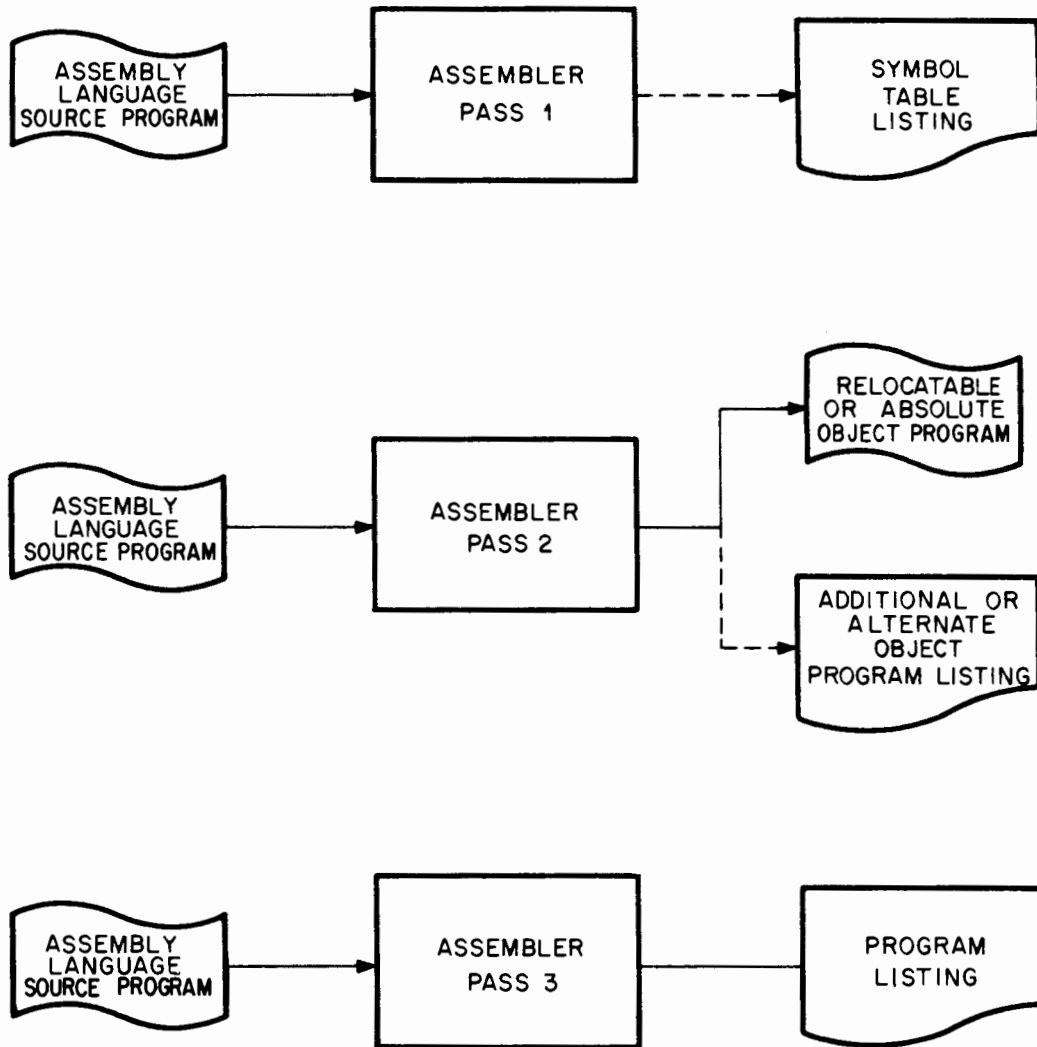 ASSEMBLY
LANGUAGE
SOURCE PROGRAM
ASSEMBLER
PASS 1
SYMBOL
TABLE
LISTING
ASSEMBLY
LANGUAGE
SOURCE PROGRAM
ASSEMBLER
PASS 2
RELOCATABLE
OR ABSOLUTE
OBJECT PROGRAM
ADDITIONAL OR
ALTERNATE
OBJECT
PROGRAM LISTING
ASSEMBLY
LANGUAGE
SOURCE PROGRAM
ASSEMBLER
PASS 3
PROGRAM
LISTING